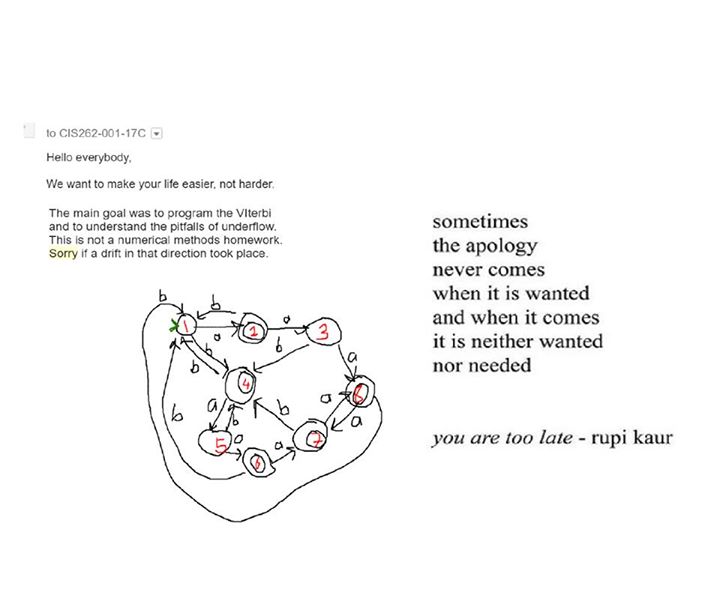 to CIS262-001-17C
Hello everybody,
We want to make your life easier, not harder.
The main goal was to program the VIterbi
and to understand the pitfalls of underflow.
This is not a numerical methods homework.
Sorry if a drift in that direction took place.
b
b
1
a
2
a
3
b
b
b
a
4
a
b
a
8
b
a
b
5
a
6
a
7
a
sometimes
the apology
never comes
when it is wanted
and when it comes
it is neither wanted
nor needed
you are too late - rupi kaur